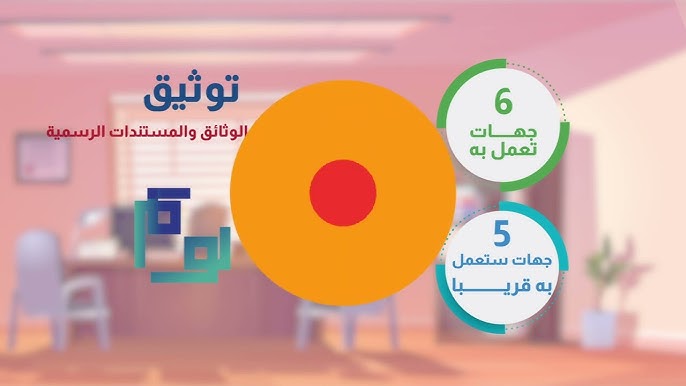 توثيق
الوثائق والمستندات الرسمية
6
جهات
تعمل به
5
جهات ستعمل
به قريبا